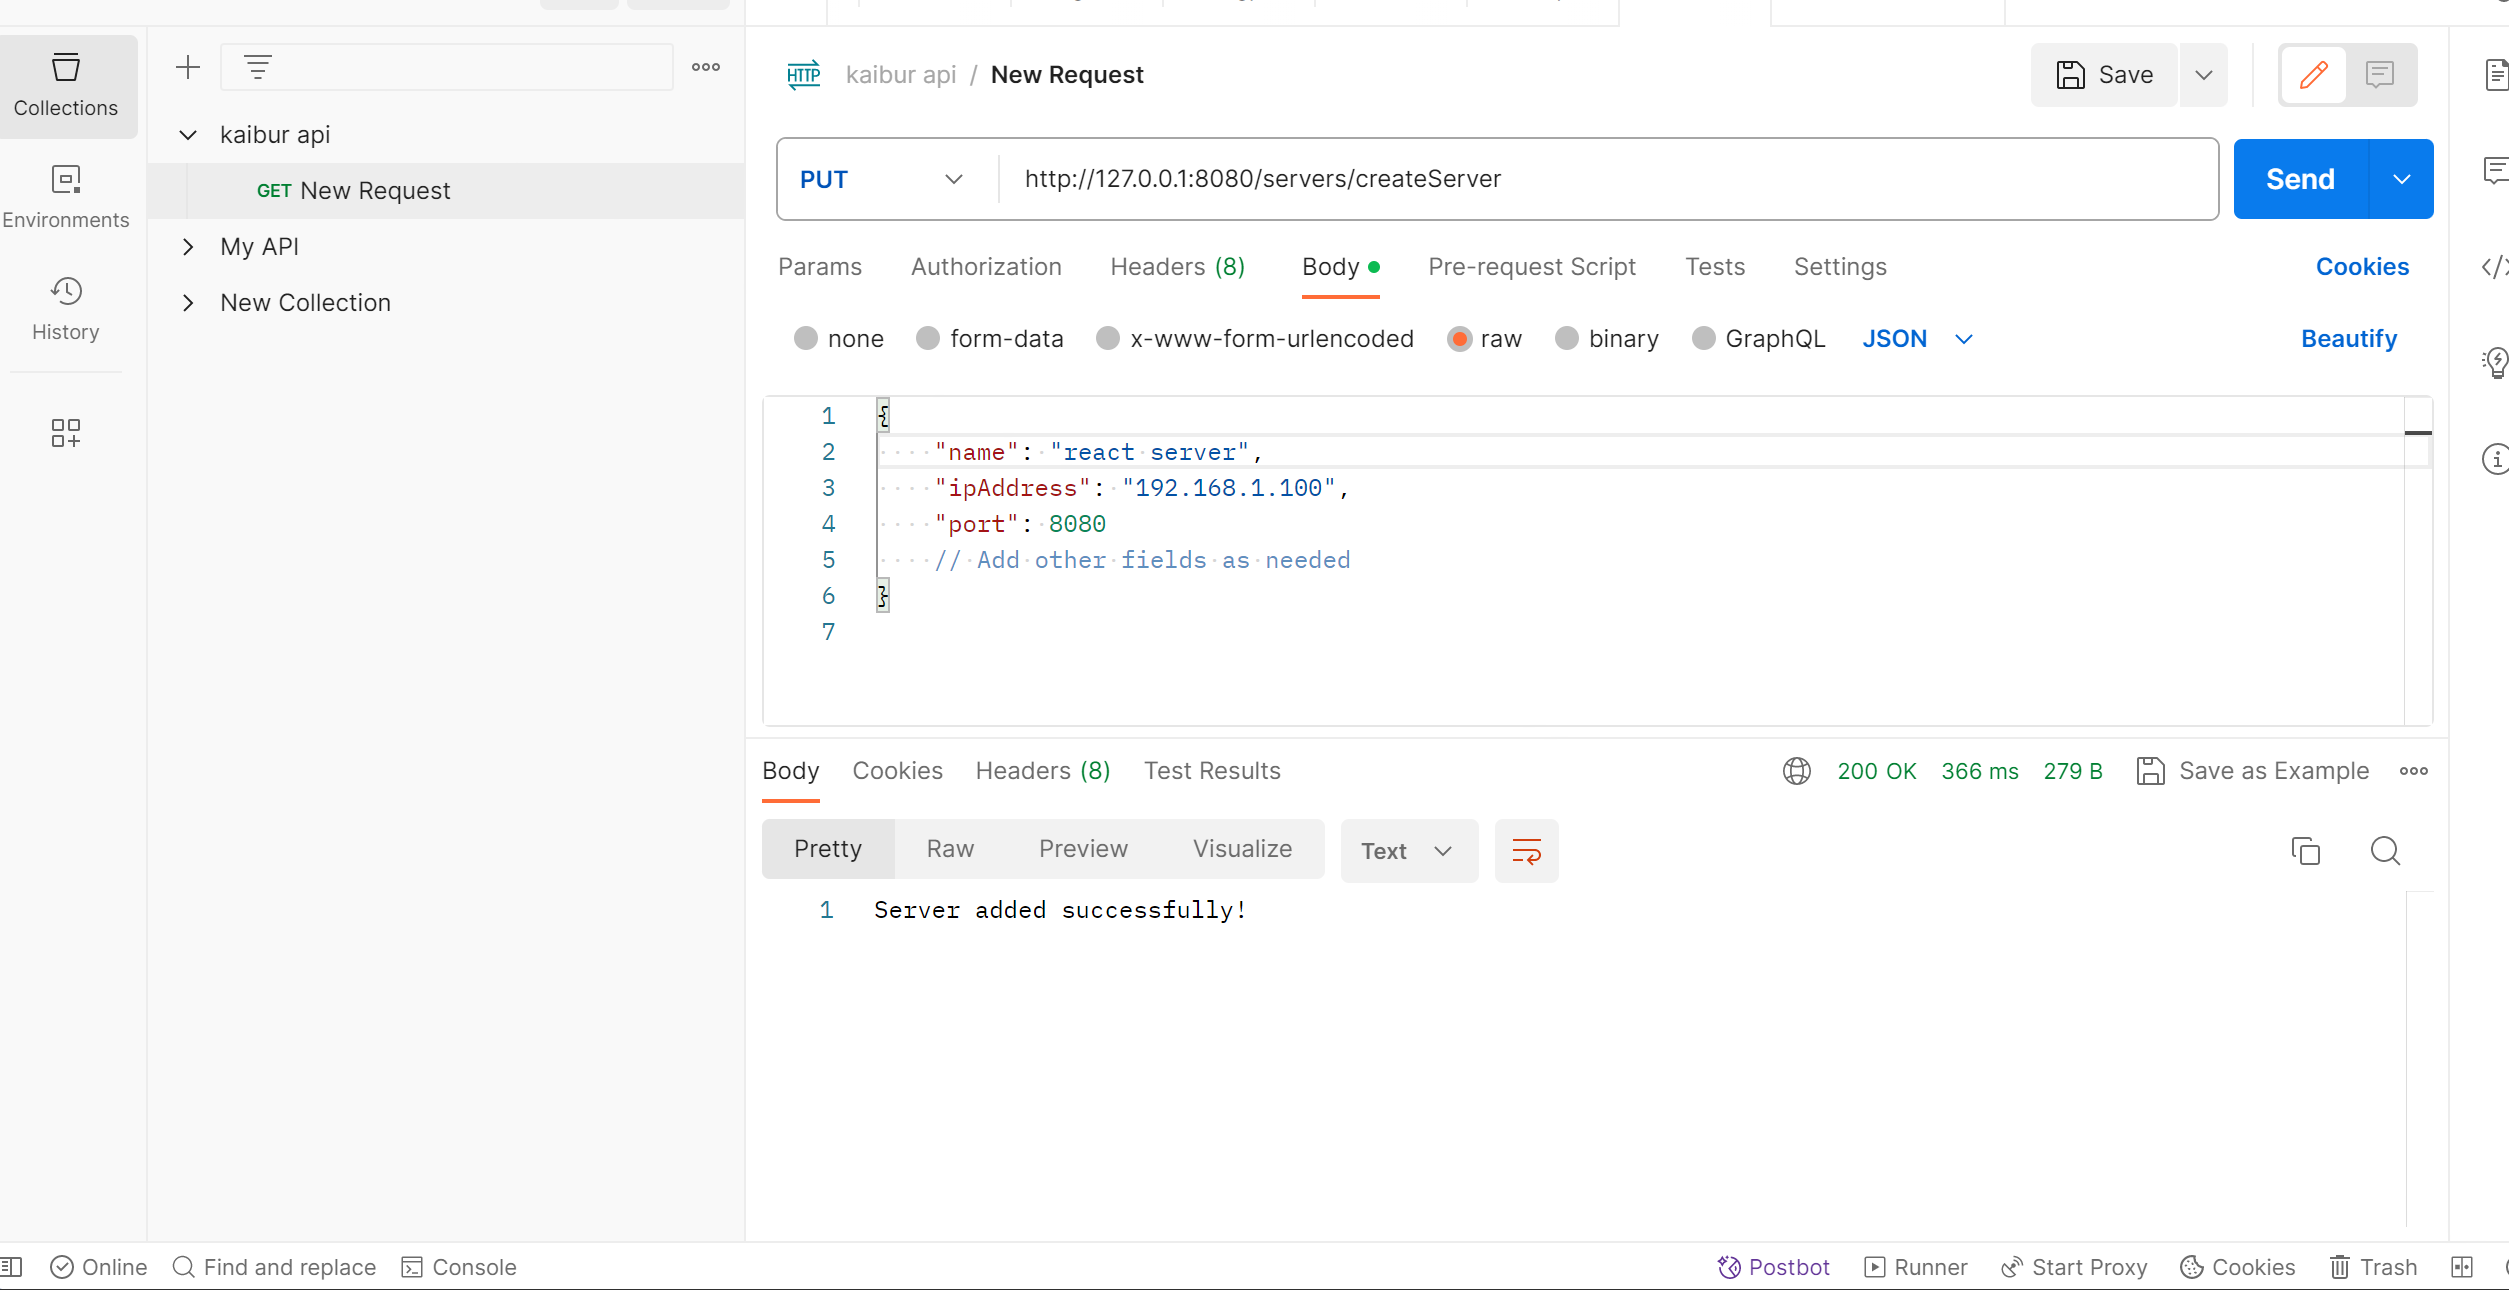 Collections
Environments
History
kaibur api
GET New Request
My API
New Collection
HTTP kaibur api / New Request
Save
PUT http://127.0.0.1:8080/servers/createServer
Send
Params Authorization Headers (8) Body Pre-request Script Tests Settings Cookies
none form-data x-www-form-urlencoded raw binary GraphQL JSON Beautify
1 {
2 "name": "react server",
3 "ipAddress": "192.168.1.100",
4 "port": 8080
5 // Add other fields as needed
6 }
7
Body Cookies Headers (8) Test Results 200 OK 366 ms 279 B Save as Example
Pretty Raw Preview Visualize Text
1 Server added successfully!
Online Find and replace Console Postbot Runner Start Proxy Cookies Trash